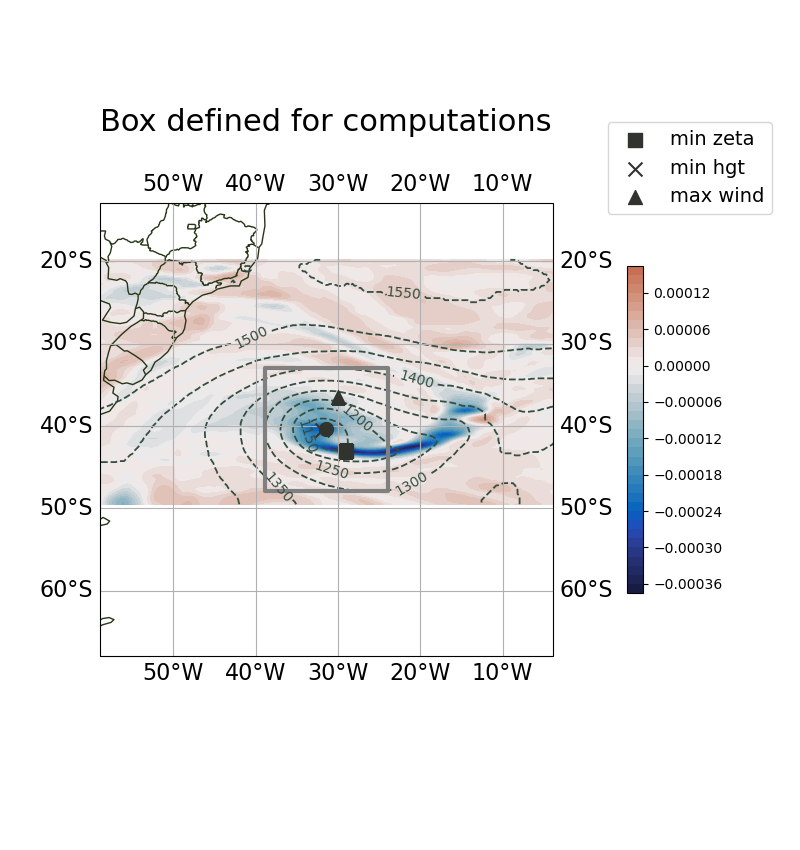 Box defined for computations
min zeta
min hgt
max wind
50°W 40°W 30°W 20°W 10°W
20°S 20°S
30°S 30°S
40°S 40°S
50°S 50°S
60°S 60°S
50°W 40°W 30°W 20°W 10°W
1550
1500
1400
1200
1250
1300
1350
0.00012
0.00006
0.00000
−0.00006
−0.00012
−0.00018
−0.00024
−0.00030
−0.00036